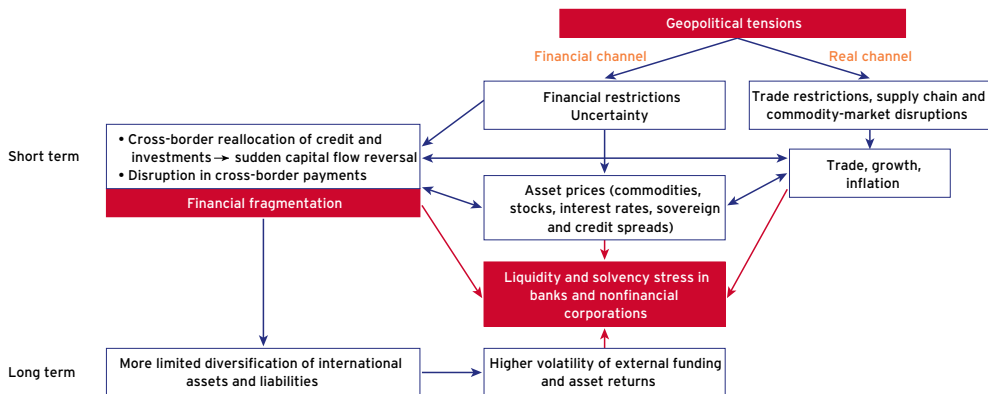 Geopolitical tensions
Financial channel
Real channel
Financial restrictions
Uncertainty
Trade restrictions, supply chain and
commodity-market disruptions
Short term
• Cross-border reallocation of credit and
investments → sudden capital flow reversal
• Disruption in cross-border payments
Financial fragmentation
Asset prices (commodities,
stocks, interest rates, sovereign
and credit spreads)
Trade, growth,
inflation
Liquidity and solvency stress in
banks and nonfinancial
corporations
Long term
More limited diversification of international
assets and liabilities
Higher volatility of external funding
and asset returns